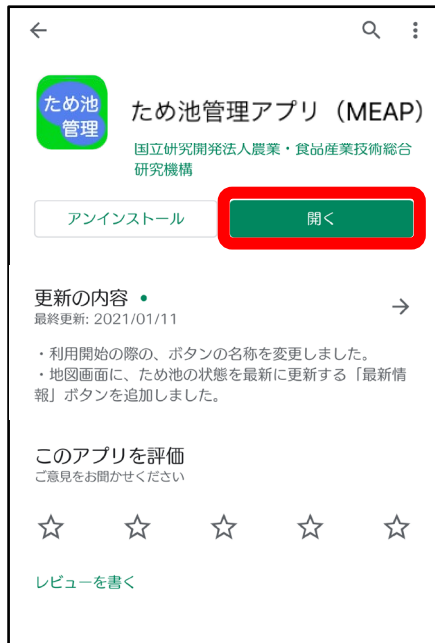 ため池
管理
ため池管理アプリ（MEAP）
国立研究開発法人農業・食品産業技術総合
研究機構
アンインストール
開く
更新の内容 •
最終更新: 2021/01/11
・利用開始の際の、ボタンの名称を変更しました。
・地図画面に、ため池の状態を最新に更新する「最新情
報」ボタンを追加しました。
このアプリを評価
ご意見をお聞かせください
レビューを書く